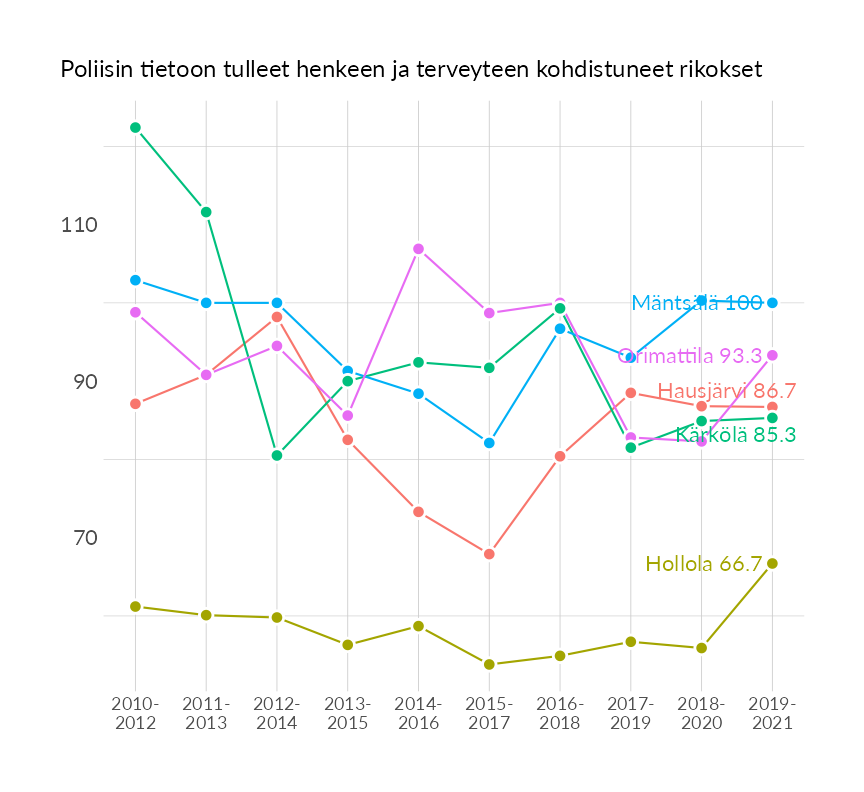 Poliisin tietoon tulleet henkeen ja terveyteen kohdistuneet rikokset
110
90
70
Mäntsälä 100
Orimattila 93.3
Hausjärvi 86.7
Kärkölä 85.3
Hollola 66.7
2010- 2011- 2012- 2013- 2014- 2015- 2016- 2017- 2018- 2019-
2012 2013 2014 2015 2016 2017 2018 2019 2020 2021